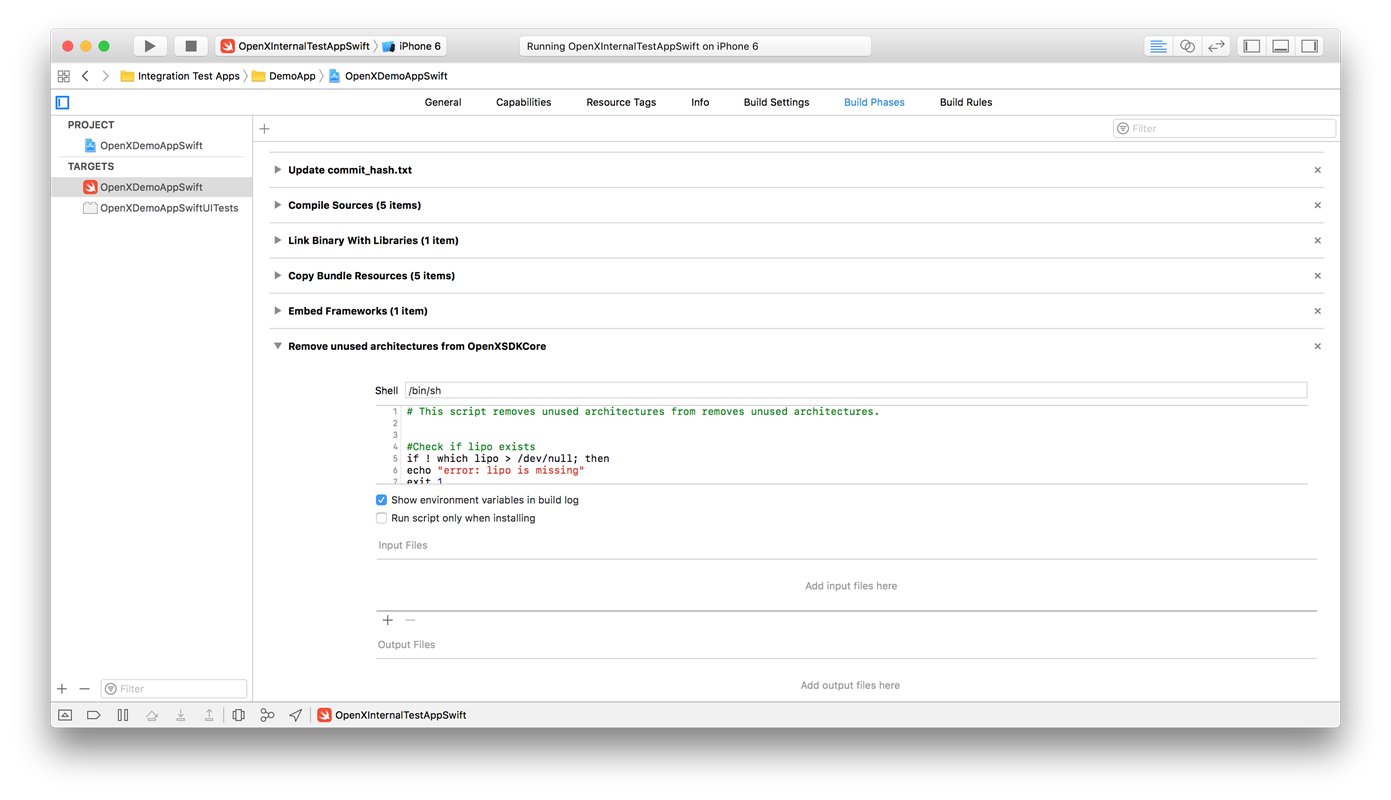 OpenXInternalTestAppSwift iPhone 6 Running OpenXInternalTestAppSwift on iPhone 6
Integration Test Apps DemoApp OpenXDemoAppSwift
General Capabilities Resource Tags Info Build Settings Build Phases Build Rules
PROJECT
OpenXDemoAppSwift
TARGETS
OpenXDemoAppSwift
OpenXDemoAppSwiftUITests
Filter
Filter
Update commit_hash.txt
Compile Sources (5 items)
Link Binary With Libraries (1 item)
Copy Bundle Resources (5 items)
Embed Frameworks (1 item)
Remove unused architectures from OpenXSDKCore
Shell /bin/sh
1 # This script removes unused architectures from removes unused architectures.
2
3
4 #Check if lipo exists
5 if ! which lipo > /dev/null; then
6 echo "error: lipo is missing"
7 exit 1
Show environment variables in build log
Run script only when installing
Input Files
Add input files here
Output Files
Add output files here
OpenXInternalTestAppSwift